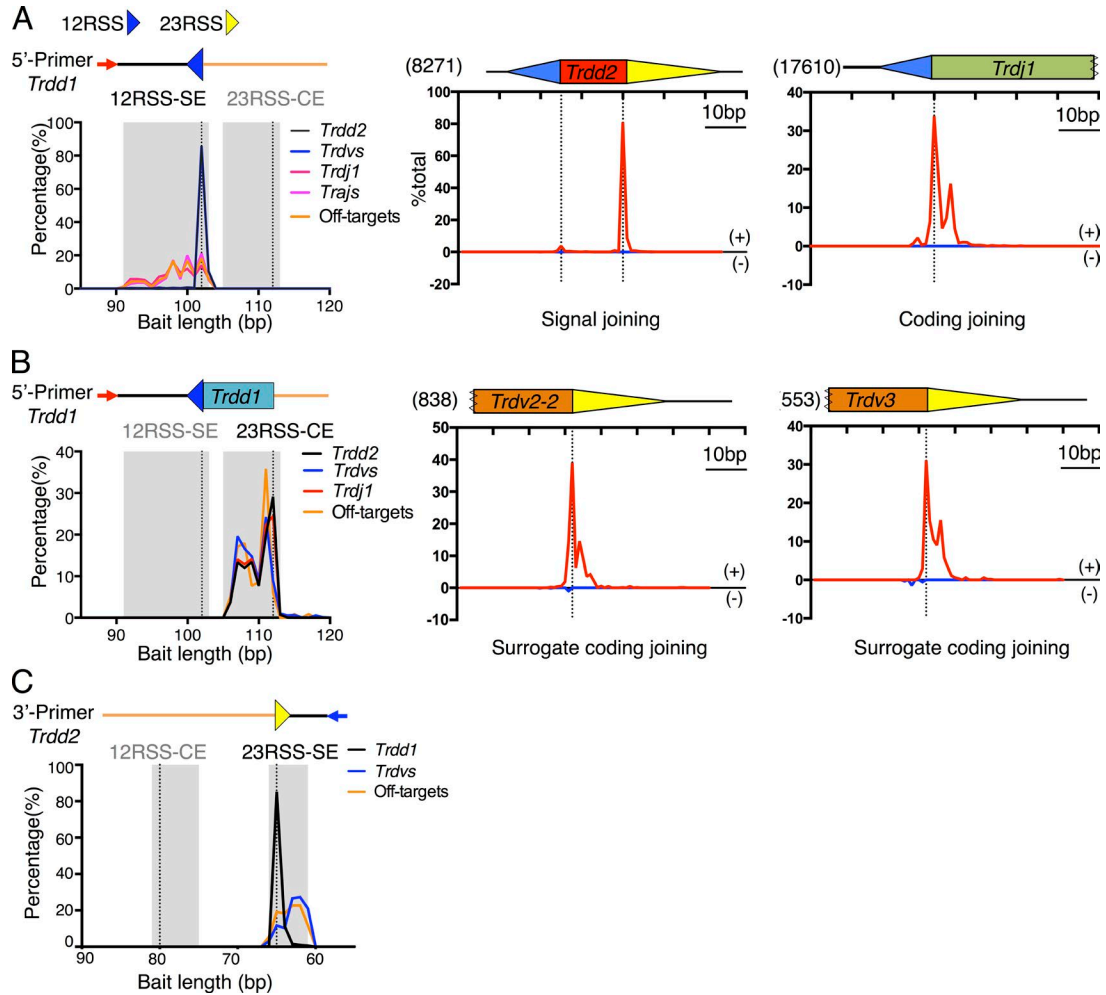 A
12RSS 23RSS
5'-Primer
Trdd1
12RSS-SE 23RSS-CE
Percentage(%)
100
80
60
40
20
0
90 100 110 120
Bait length (bp)
Trdd2
Trdvs
Trdj1
Trajs
Off-targets
(8271) Trdd2
%total
100
80
60
40
20
0
-20
10bp
(+)
(-)
Signal joining
(17610) Trdj1
40
30
20
10
0
-10
10bp
(+)
(-)
Coding joining
B
5'-Primer
Trdd1
Trdd1
12RSS-SE 23RSS-CE
Percentage(%)
40
30
20
10
0
90 100 110 120
Bait length (bp)
Trdd2
Trdvs
Trdj1
Off-targets
(838) Trdv2-2
50
40
30
20
10
0
-10
10bp
(+)
(-)
Surrogate coding joining
553) Trdv3
40
30
20
10
0
-10
10bp
(+)
(-)
Surrogate coding joining
C
3'-Primer
Trdd2
12RSS-CE 23RSS-SE
Percentage(%)
100
80
60
40
20
0
90 80 70 60
Bait length (bp)
Trdd1
Trdvs
Off-targets